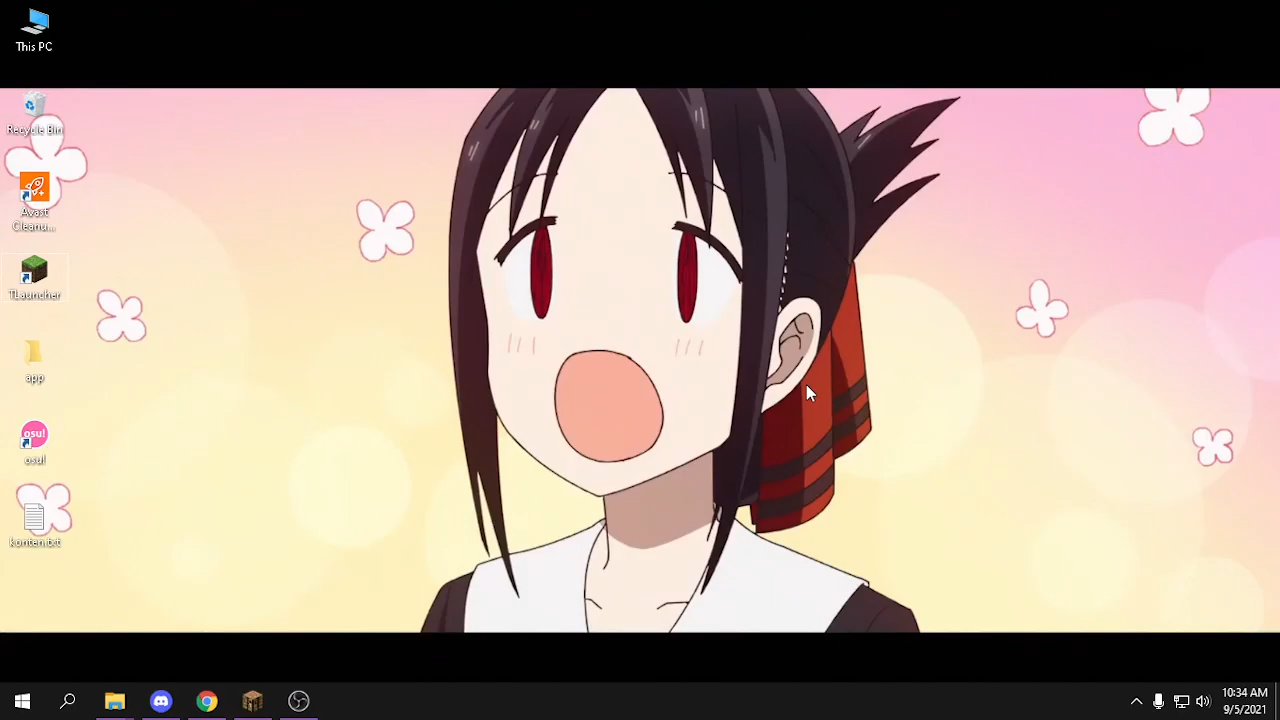 This PC
Recycle Bin
Avast
Cleanu...
TLauncher
app
osu!
osu!
konten.txt
10:34 AM
9/5/2021